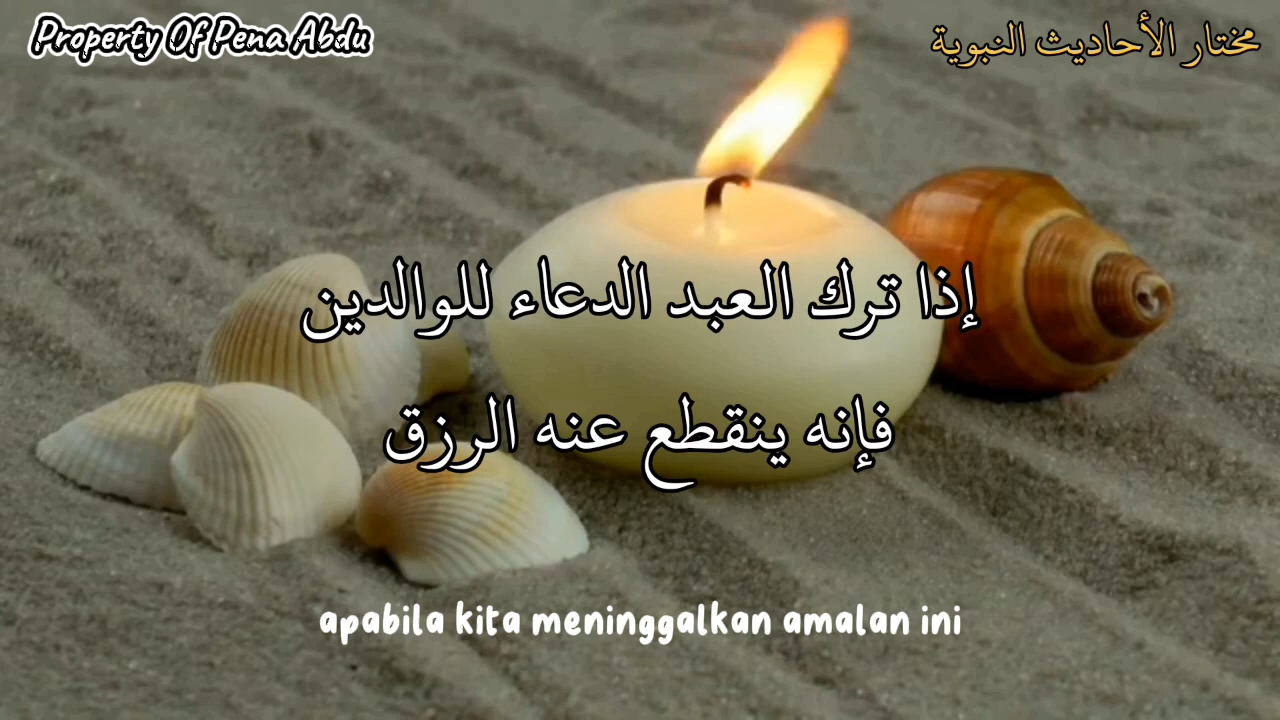 Property Of Pena Abdu
مختار الأحاديث النبوية
إذا ترك العبد الدعاء للوالدين
فإنه ينقطع عنه الرزق
apabila kita meninggalkan amalan ini